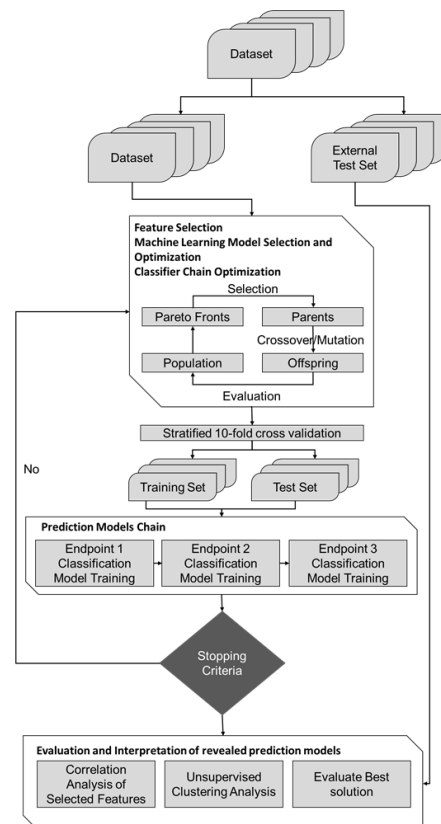 Dataset
Dataset
External
Test Set
Feature Selection
Machine Learning Model Selection and
Optimization
Classifier Chain Optimization
Selection
Pareto Fronts
Parents
Crossover/Mutation
Population
Offspring
Evaluation
Stratified 10-fold cross validation
No
Training Set
Test Set
Prediction Models Chain
Endpoint 1
Classification
Model Training
Endpoint 2
Classification
Model Training
Endpoint 3
Classification
Model Training
Stopping
Criteria
Evaluation and Interpretation of revealed prediction models
Correlation
Analysis of
Selected Features
Unsupervised
Clustering Analysis
Evaluate Best
solution